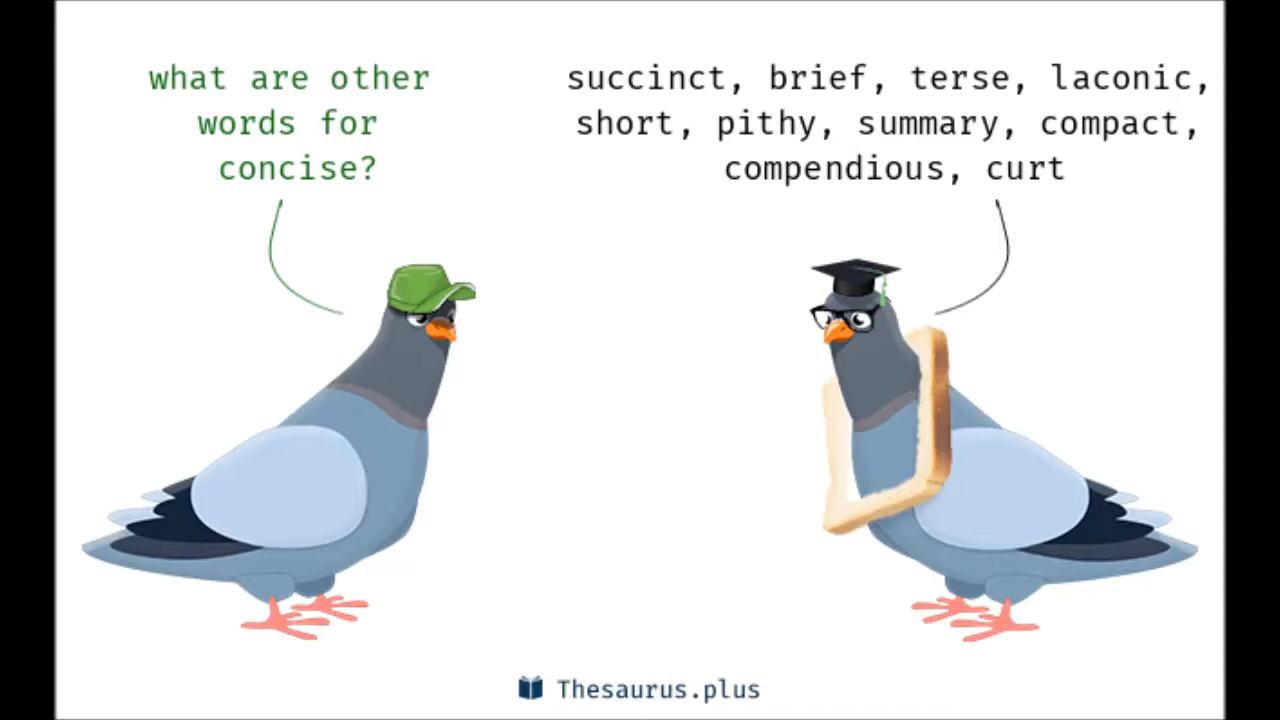 what are other
words for
concise?
succinct, brief, terse, laconic,
short, pithy, summary, compact,
compendious, curt
Thesaurus.plus